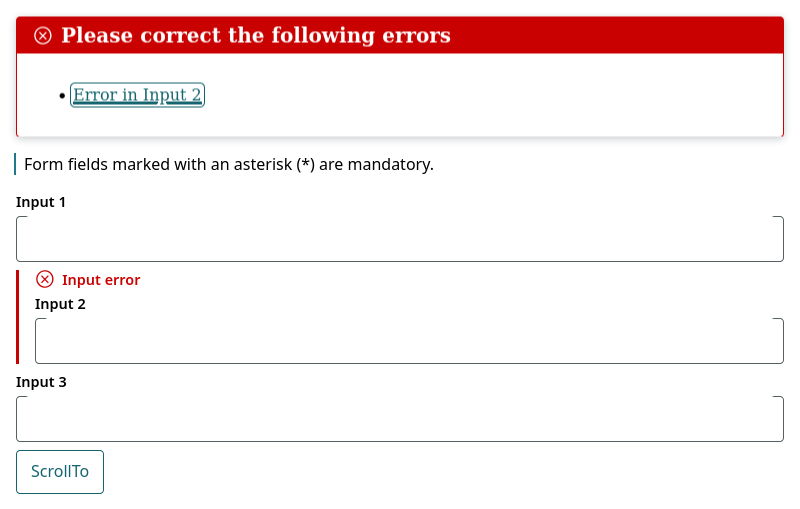 Please correct the following errors
• Error in Input 2
Form fields marked with an asterisk (*) are mandatory.
Input 1
Input error
Input 2
Input 3
ScrollTo